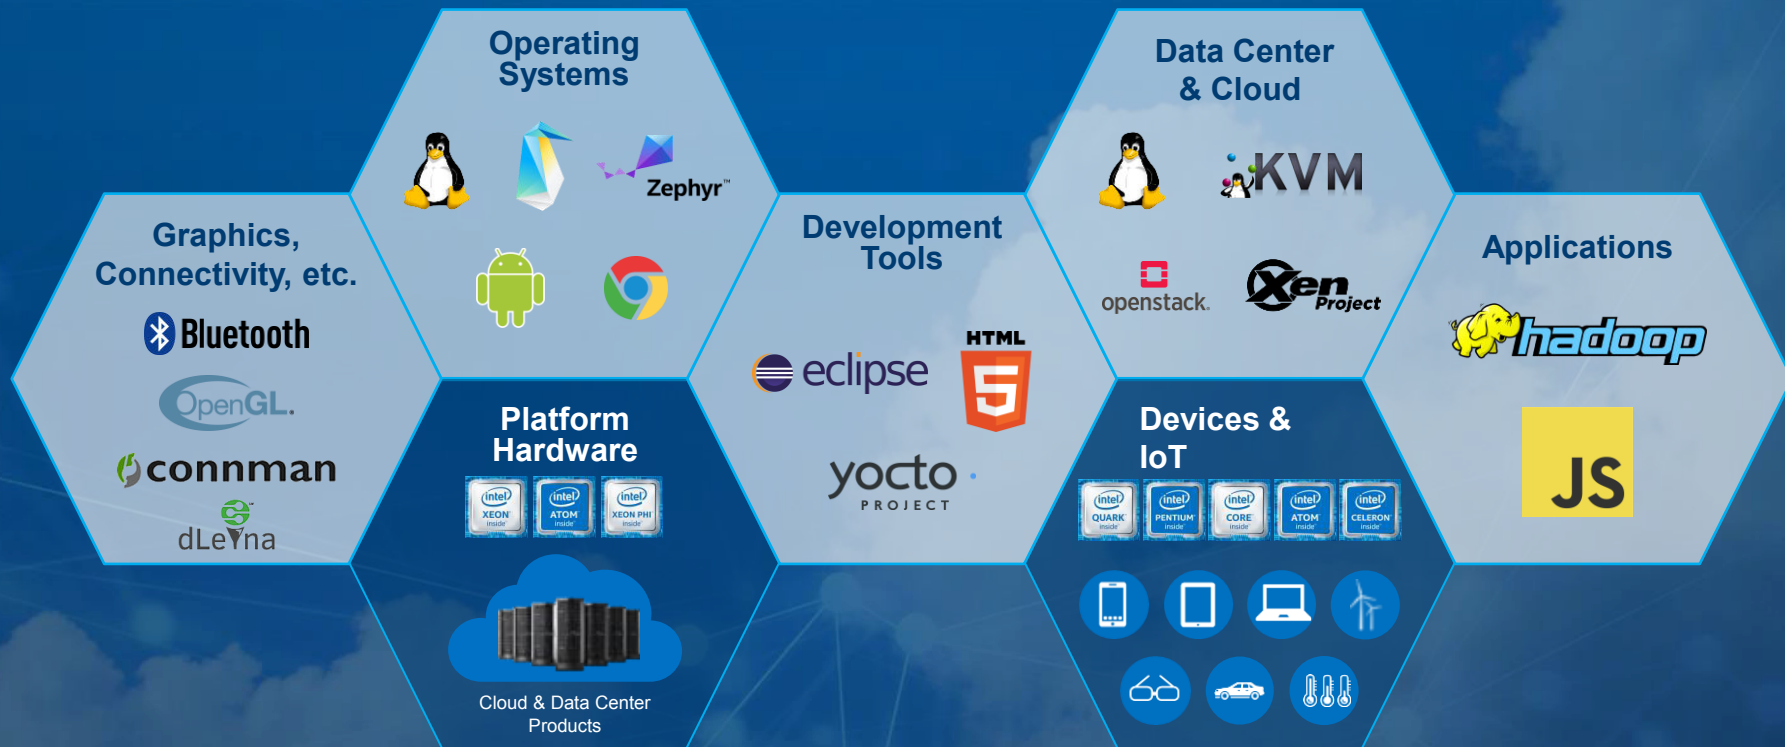 Operating
Systems
Zephyr™
Data Center
& Cloud
KVM
openstack.
Xen
Project
Graphics,
Connectivity, etc.
Bluetooth
OpenGL.
connman
dLeyna
Development
Tools
eclipse
HTML
5
yocto
PROJECT
Applications
hadoop
JS
Platform
Hardware
intel
XEON
inside
intel
ATOM
inside
intel
XEON PHI
inside
Cloud & Data Center
Products
Devices &
IoT
intel
QUARK
inside
intel
PENTIUM
inside
intel
CORE
inside
intel
ATOM
inside
intel
CELERON
inside